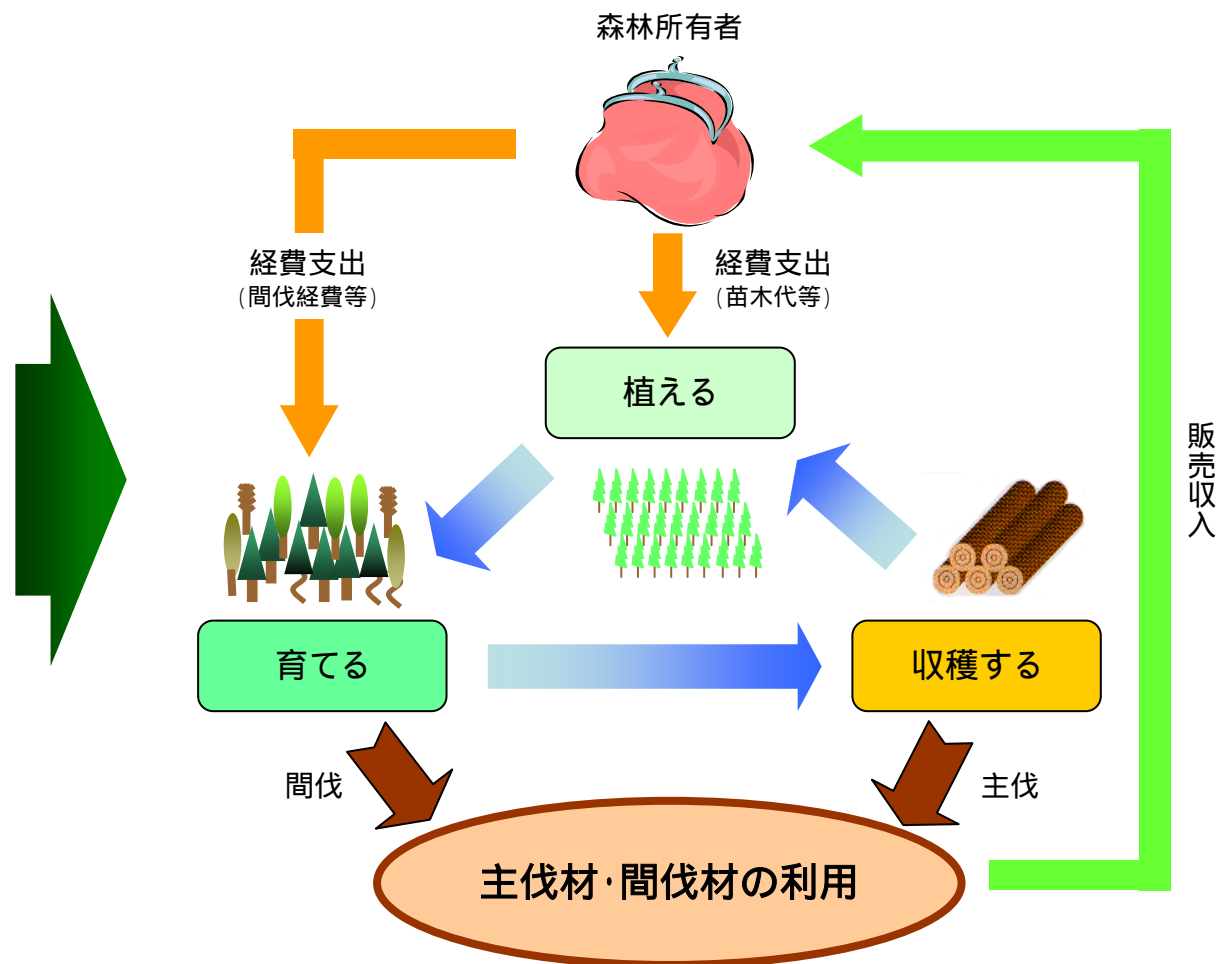 森林所有者
経費支出
(間伐経費等)
経費支出
(苗木代等)
植える
販売収入
育てる
収穫する
間伐
主伐
主伐材・間伐材の利用